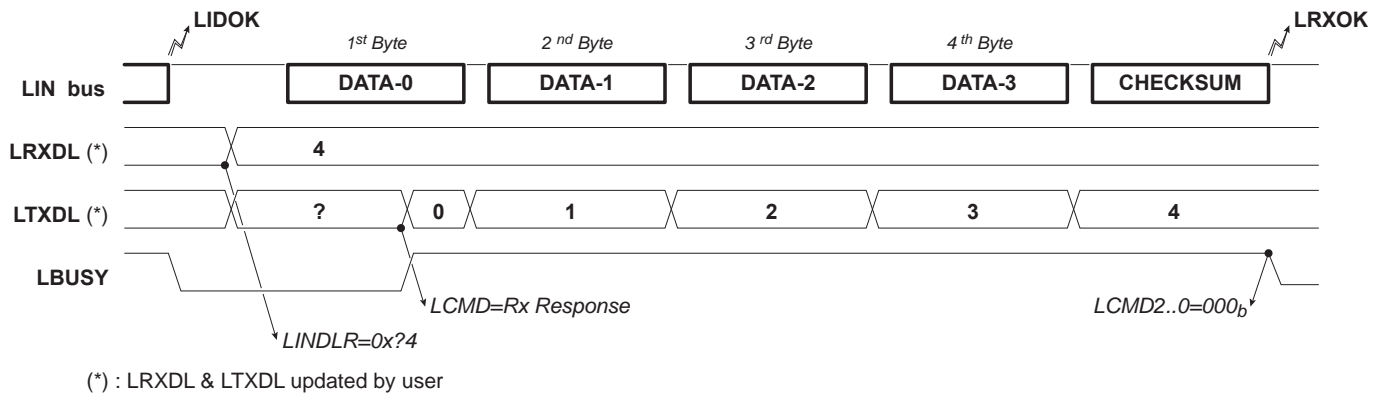 LIDOK
LRXOK
1st Byte 2 nd Byte 3 rd Byte 4 th Byte
LIN bus DATA-0 DATA-1 DATA-2 DATA-3 CHECKSUM
LRXDL (*) 4
LTXDL (*) ? 0 1 2 3 4
LBUSY
LCMD=Rx Response LCMD2..0=000b
LINDLR=0x?4
(*) : LRXDL & LTXDL updated by user